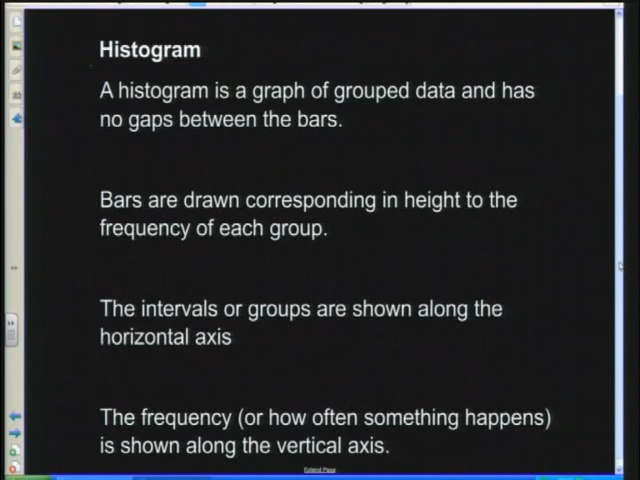 Histogram
A histogram is a graph of grouped data and has
no gaps between the bars.
Bars are drawn corresponding in height to the
frequency of each group.
The intervals or groups are shown along the
horizontal axis
The frequency (or how often something happens)
is shown along the vertical axis.
Extend Page